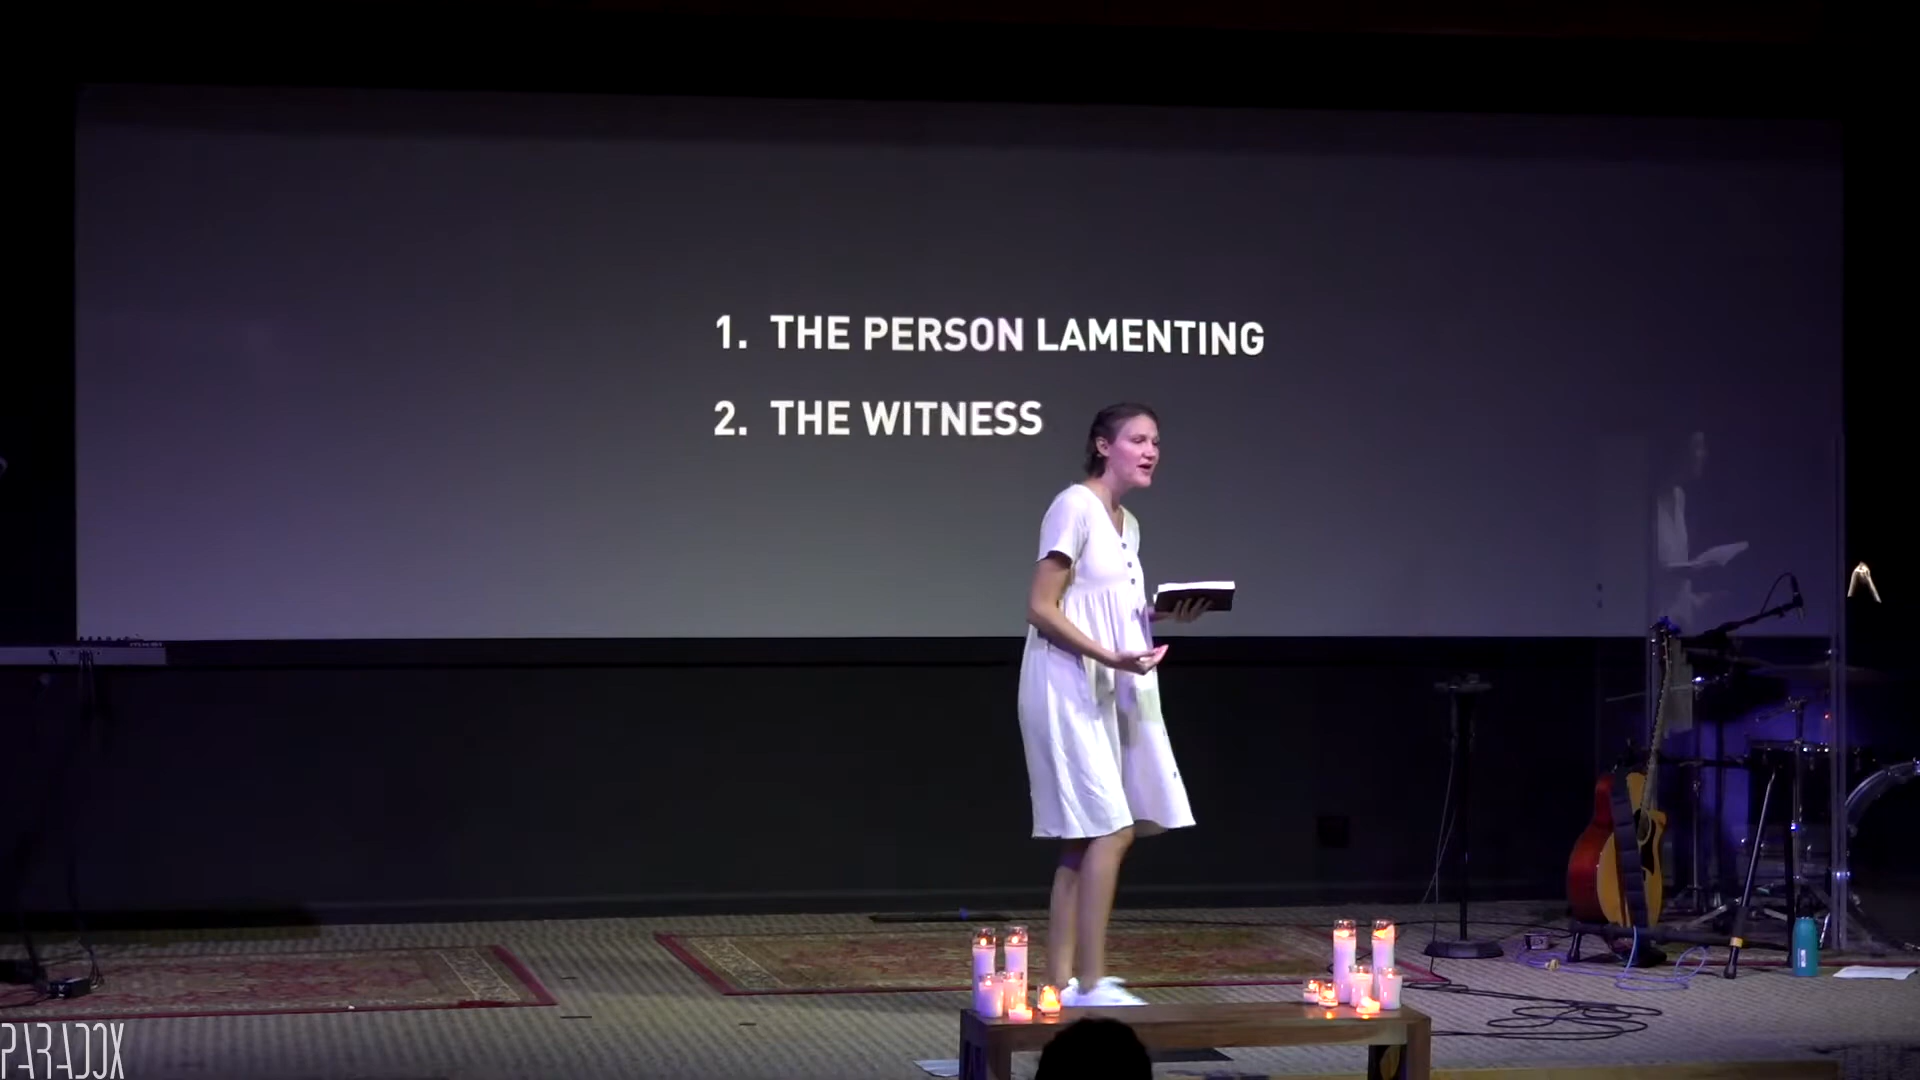 1. THE PERSON LAMENTING
2. THE WITNESS
PARADOX